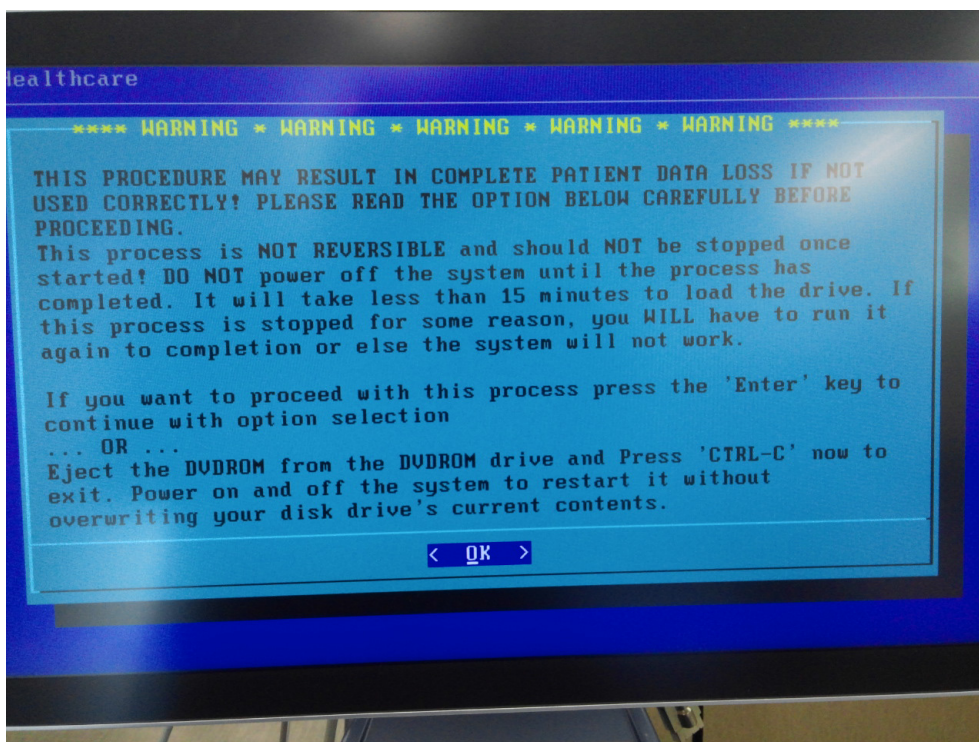 ealthcare
**** WARNING * WARNING * WARNING * WARNING * WARNING ****
THIS PROCEDURE MAY RESULT IN COMPLETE PATIENT DATA LOSS IF NOT
USED CORRECTLY! PLEASE READ THE OPTION BELOW CAREFULLY BEFORE
PROCEEDING.
This process is NOT REVERSIBLE and should NOT be stopped once
started! DO NOT power off the system until the process has
completed. It will take less than 15 minutes to load the drive. If
this process is stopped for some reason, you WILL have to run it
again to completion or else the system will not work.
If you want to proceed with this process press the 'Enter' key to
continue with option selection
... OR ...
Eject the DVDROM from the DVDROM drive and Press 'CTRL-C' now to
exit. Power on and off the system to restart it without
overwriting your disk drive's current contents.
< OK >